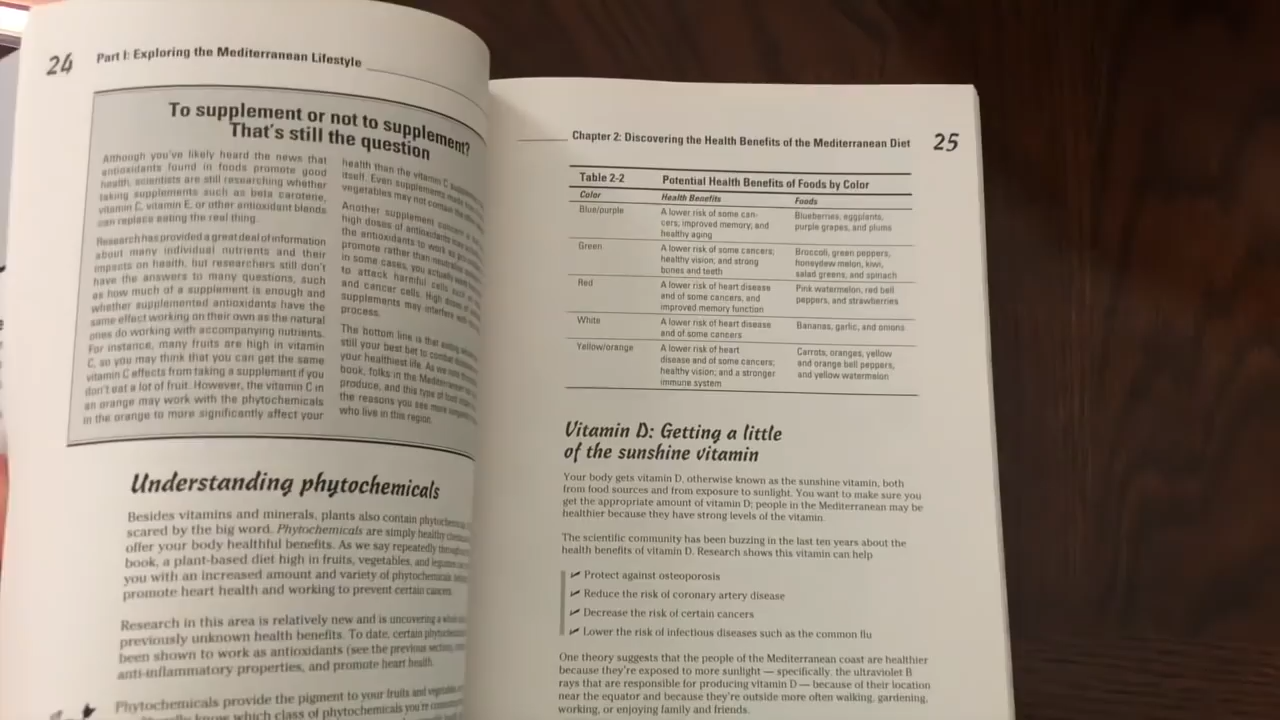 24
Part I: Exploring the Mediterranean Lifestyle
To supplement or not to supplement?
That's still the question
Although you've likely heard the news that
antioxidants found in foods promote good
health, scientists are still researching whether
taking supplements such as beta carotene,
vitamin C, vitamin E, or other antioxidant blends
can replace eating the real thing.
Research has provided a great deal of information
about many individual nutrients and their
impacts on health, but researchers still don't
have the answers to many questions, such
as how much of a supplement is enough and
whether supplemented antioxidants have the
same effect working on their own as the natural
ones do working with accompanying nutrients.
For instance, many fruits are high in vitamin
C, so you may think that you can get the same
vitamin C effects from taking a supplement if you
don't eat a lot of fruit. However, the vitamin C in
an orange may work with the phytochemicals
in the orange to more significantly affect your
health than the vitamin C
itself. Even supplements made
vegetables may not contain the
Another supplement concern is
high doses of antioxidants may
the antioxidants to work as
promote rather than neutralize
in some cases, you actually want
to attack harmful cells such as
and cancer cells. High doses of
supplements may interfere with
process.
The bottom line is that eating
still your best bet to combat
your healthiest life. As we
book, folks in the Mediterranean
produce, and this type of food
the reasons you see more
who live in this region.
Understanding phytochemicals
Besides vitamins and minerals, plants also contain
scared by the big word. Phytochemicals are simply healthy
offer your body healthful benefits. As we say repeatedly
book, a plant-based diet high in fruits, vegetables, and
you with an increased amount and variety of phytochemicals
promote heart health and working to prevent certain cancers.
Research in this area is relatively new and is uncovering a
previously unknown health benefits. To date, certain
been shown to work as antioxidants (see the previous section,
anti-inflammatory properties, and promote heart health.
Phytochemicals provide the pigment to your fruits and
know which class of phytochemicals you're
Chapter 2: Discovering the Health Benefits of the Mediterranean Diet
25
Table 2-2 Potential Health Benefits of Foods by Color
Color Health Benefits Foods
Blue/purple A lower risk of some can- Blueberries, eggplants,
cers; improved memory; and purple grapes, and plums
healthy aging
Green A lower risk of some cancers; Broccoli, green peppers,
healthy vision; and strong honeydew melon, kiwi,
bones and teeth salad greens, and spinach
Red A lower risk of heart disease Pink watermelon, red bell
and of some cancers, and peppers, and strawberries
improved memory function
White A lower risk of heart disease Bananas, garlic, and onions
and of some cancers
Yellow/orange A lower risk of heart Carrots, oranges, yellow
disease and of some cancers; and orange bell peppers,
healthy vision; and a stronger and yellow watermelon
immune system
Vitamin D: Getting a little
of the sunshine vitamin
Your body gets vitamin D, otherwise known as the sunshine vitamin, both
from food sources and from exposure to sunlight. You want to make sure you
get the appropriate amount of vitamin D; people in the Mediterranean may be
healthier because they have strong levels of the vitamin.
The scientific community has been buzzing in the last ten years about the
health benefits of vitamin D. Research shows this vitamin can help
✓ Protect against osteoporosis
✓ Reduce the risk of coronary artery disease
✓ Decrease the risk of certain cancers
✓ Lower the risk of infectious diseases such as the common flu
One theory suggests that the people of the Mediterranean coast are healthier
because they're exposed to more sunlight — specifically, the ultraviolet B
rays that are responsible for producing vitamin D — because of their location
near the equator and because they're outside more often walking, gardening,
working, or enjoying family and friends.